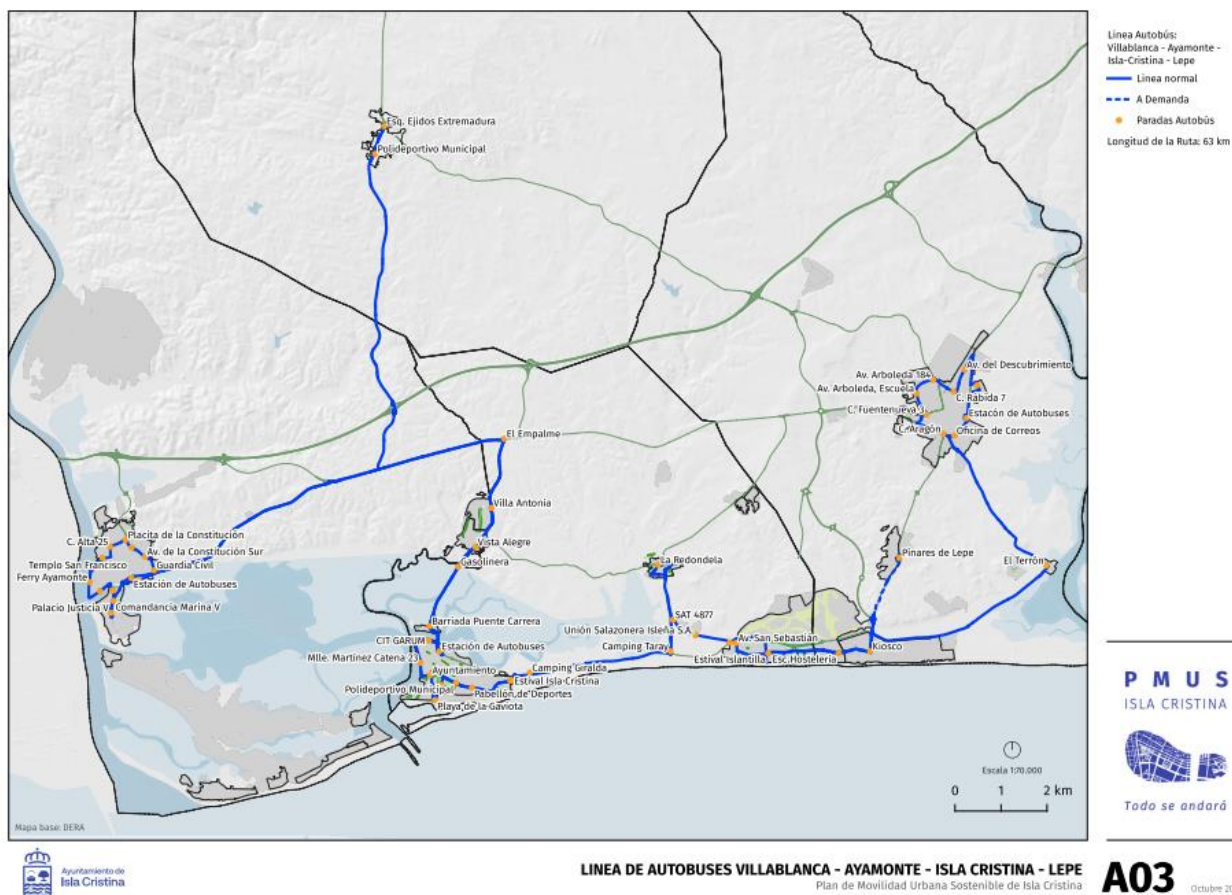 Esq. Ejidos Extremadura
Polideportivo Municipal
Av. del Descubrimiento
Av. Arboleda 184
Av. Arboleda, Escuela
C. Rabida 7
C. Fuentenueva 3
Estacón de Autobuses
C. Aragón
Oficina de Correos
El Empalme
Villa Antonia
Placita de la Constitución
C. Alta 25
Av. de la Constitución Sur
Vista Alegre
Pinares de Lepe
Templo San Francisco
Guardia Civil
Gasolinera
La Redondela
El Terrón
Ferry Ayamonte
Estación de Autobuses
Palacio Justicia V
Comandancia Marina V
SAT 4877
Barriada Puente Carrera
Unión Salazonera Isleña S.A
CIT GARUM
Av. San Sebastián
Estación de Autobuses
Camping Taray
Estival Islantilla
Esc. Hosteleria
Kiosco
Mlle. Martinez Catena 23
Ayuntamiento
Camping Giralda
Estival Isla Cristina
Polideportivo Municipal
Pabellón de Deportes
Playa de la Gaviota
Escala 1:70.000
0 1 2 km
Mapa base: DERA
Linea Autobús:
Villablanca - Ayamonte -
Isla-Cristina - Lepe
Linea normal
A Demanda
Paradas Autobús
Longitud de la Ruta: 63 km
PMUS
ISLA CRISTINA
Todo se andará
Ayuntamiento de
Isla Cristina
LINEA DE AUTOBUSES VILLABLANCA - AYAMONTE - ISLA CRISTINA - LEPE
Plan de Movilidad Urbana Sostenible de Isla Cristina
A03
Octubre